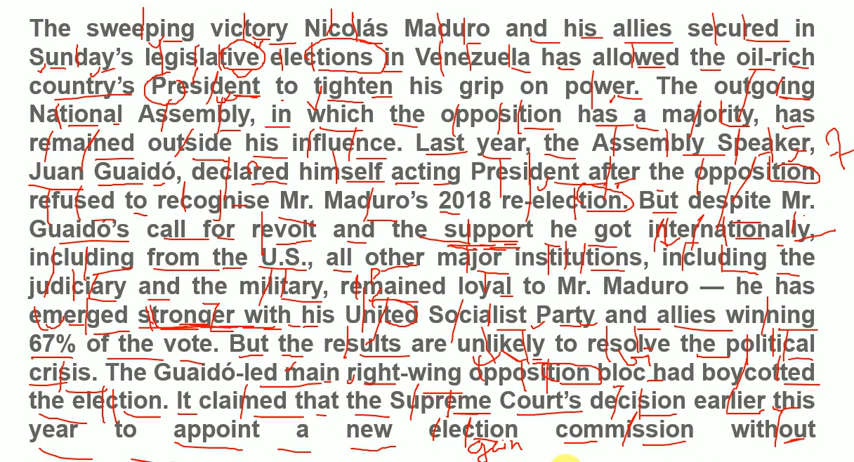 The sweeping victory Nicolás Maduro and his allies secured in
Sunday's legislative elections in Venezuela has allowed the oil-rich
country's President to tighten his grip on power. The outgoing
National Assembly, in which the opposition has a majority, has
remained outside his influence. Last year, the Assembly Speaker,
Juan Guaidó, declared himself acting President after the opposition
refused to recognise Mr. Maduro's 2018 re-election. But despite Mr.
Guaidó's call for revolt and the support he got internationally,
including from the U.S., all other major institutions, including the
judiciary and the military, remained loyal to Mr. Maduro — he has
emerged stronger with his United Socialist Party and allies winning
67% of the vote. But the results are unlikely to resolve the political
crisis. The Guaidó-led main right-wing opposition bloc had boycotted
the election. It claimed that the Supreme Court's decision earlier this
year to appoint a new election commission without
gain